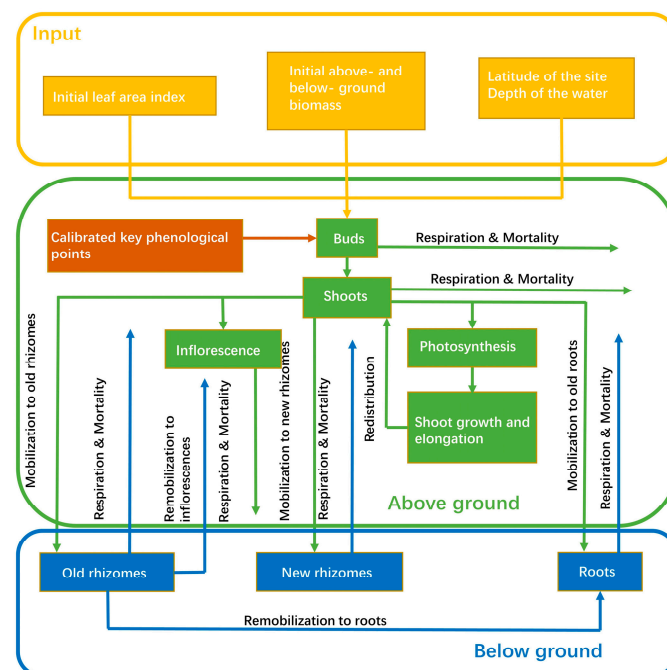 Input
Initial leaf area index
Initial above- and
below- ground
biomass
Latitude of the site
Depth of the water
Calibrated key phenological
points
Buds
Respiration & Mortality
Shoots
Respiration & Mortality
Inflorescence
Photosynthesis
Shoot growth and
elongation
Mobilization to old rhizomes
Respiration & Mortality
Remobilization to
inflorescences
Respiration & Mortality
Mobilization to new rhizomes
Respiration & Mortality
Redistribution
Mobilization to old roots
Respiration & Mortality
Above ground
Old rhizomes
New rhizomes
Roots
Remobilization to roots
Below ground